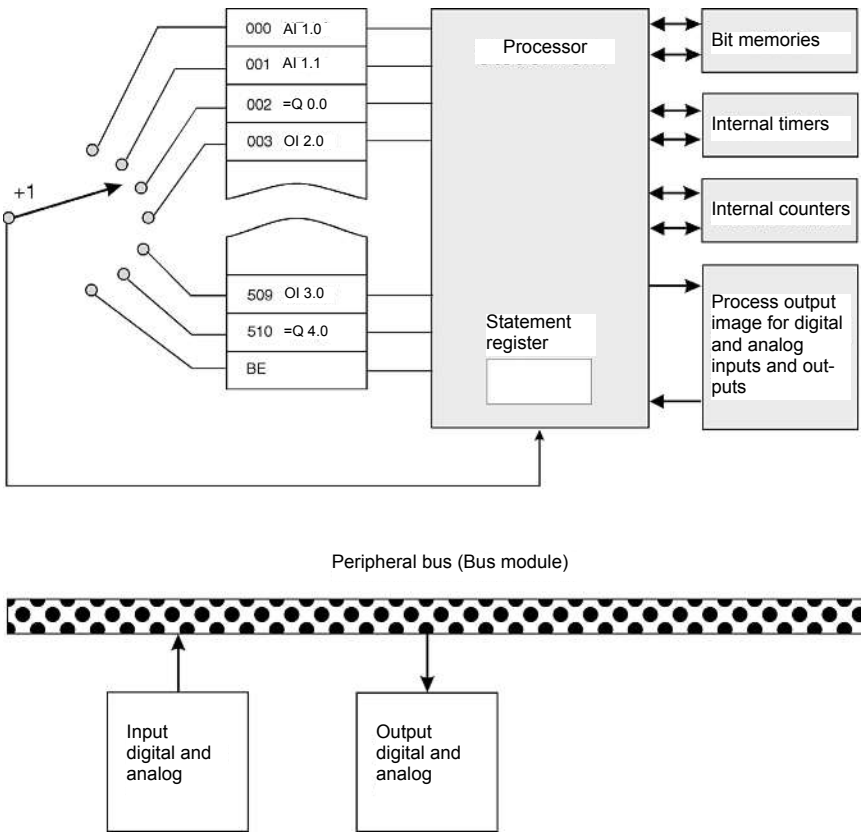 000 AI 1.0
001 AI 1.1
002 =Q 0.0
003 OI 2.0
+1
509 OI 3.0
510 =Q 4.0
BE
Processor
Statement
register
Bit memories
Internal timers
Internal counters
Process output
image for digital
and analog
inputs and out-
puts
Peripheral bus (Bus module)
Input
digital and
analog
Output
digital and
analog